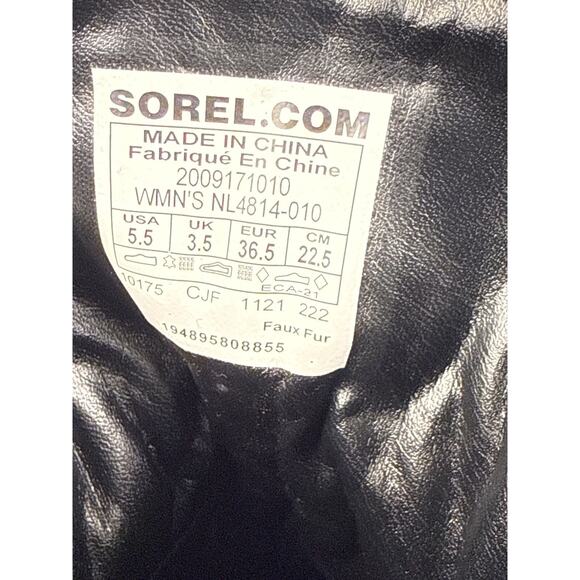 SOREL.COM
MADE IN CHINA
Fabriqué En Chine
2009171010
WMN'S NL4814-010
USA UK EUR CM
5.5 3.5 36.5 22.5
ECA-21
10175 CJF 1121 222
Faux Fur
194895808855